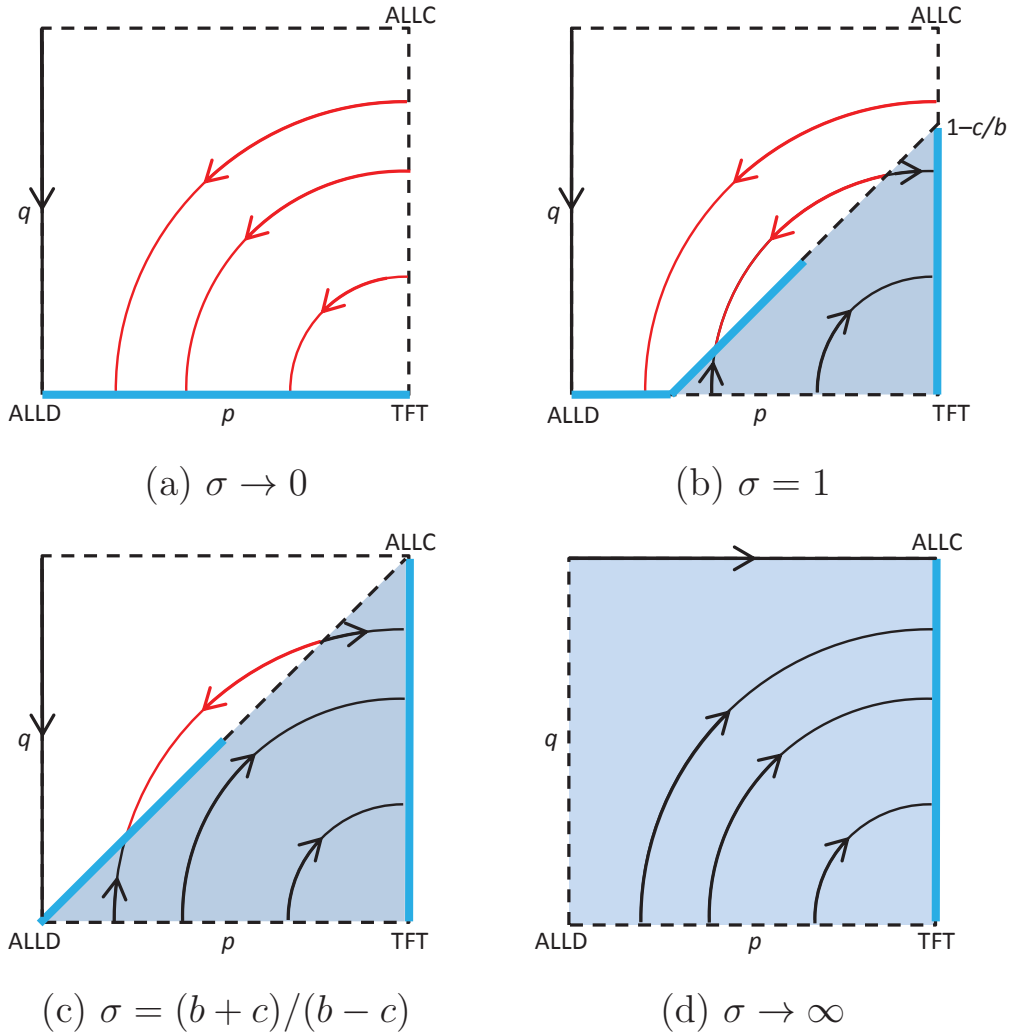 ALLC
q
ALLD p TFT
(a) σ → 0
ALLC
1–c/b
q
ALLD p TFT
(b) σ = 1
ALLC
q
ALLD p TFT
(c) σ = (b + c)/(b − c)
ALLC
q
ALLD p TFT
(d) σ → ∞